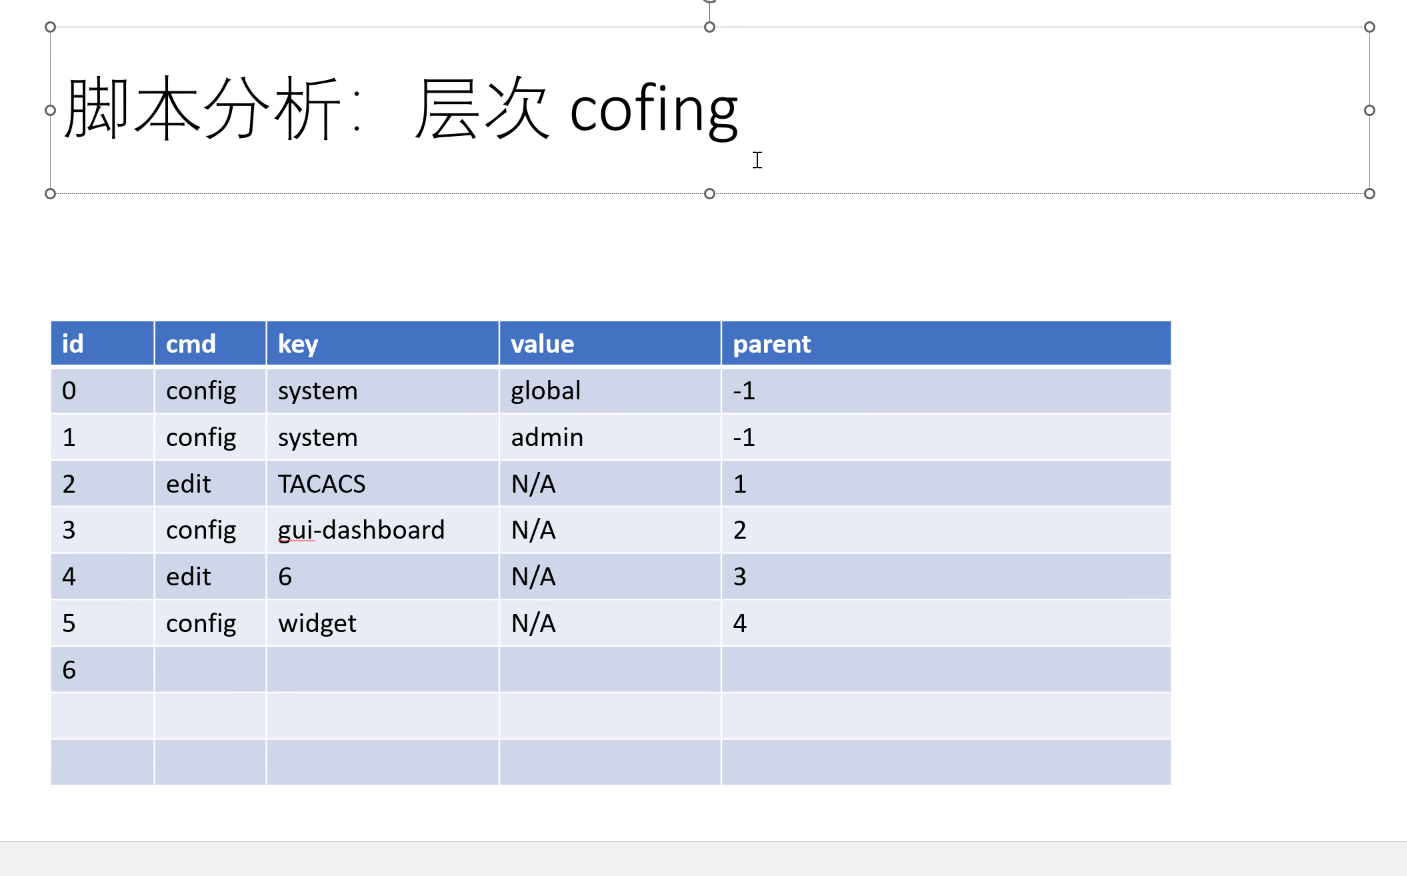 脚本分析： 层次 cofing
id cmd key value parent
0 config system global -1
1 config system admin -1
2 edit TACACS N/A 1
3 config gui-dashboard N/A 2
4 edit 6 N/A 3
5 config widget N/A 4
6